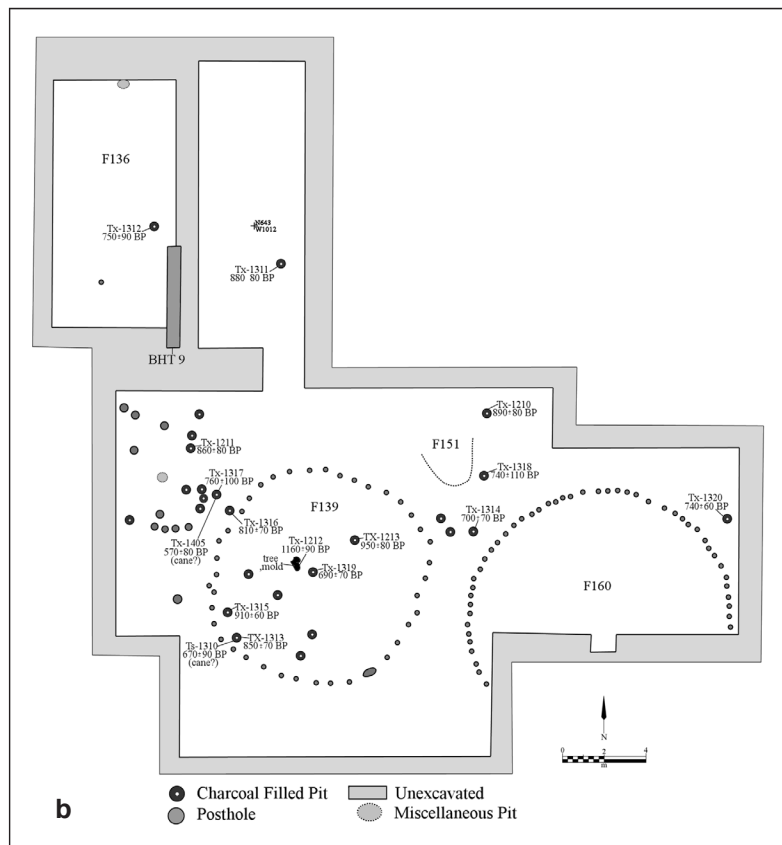 F136
Tx-1312
750±90 BP
N643
W1012
Tx-1311
880 80 BP
BHT 9
Tx-1210
890±80 BP
Tx-1211
860±80 BP
F151
Tx-1318
740±110 BP
Tx-1317
760±100 BP
F139
Tx-1314
700±70 BP
Tx-1320
740±60 BP
Tx-1316
810±70 BP
Tx-1212
1160±90 BP
TX-1213
950±80 BP
Tx-1405
570±80 BP
(cane?)
tree
mold
Tx-1319
690±70 BP
F160
Tx-1315
910±60 BP
Ts-1310
670±90 BP
(cane?)
TX-1313
850±70 BP
N
0 2 4
m
b
Charcoal Filled Pit
Unexcavated
Posthole
Miscellaneous Pit